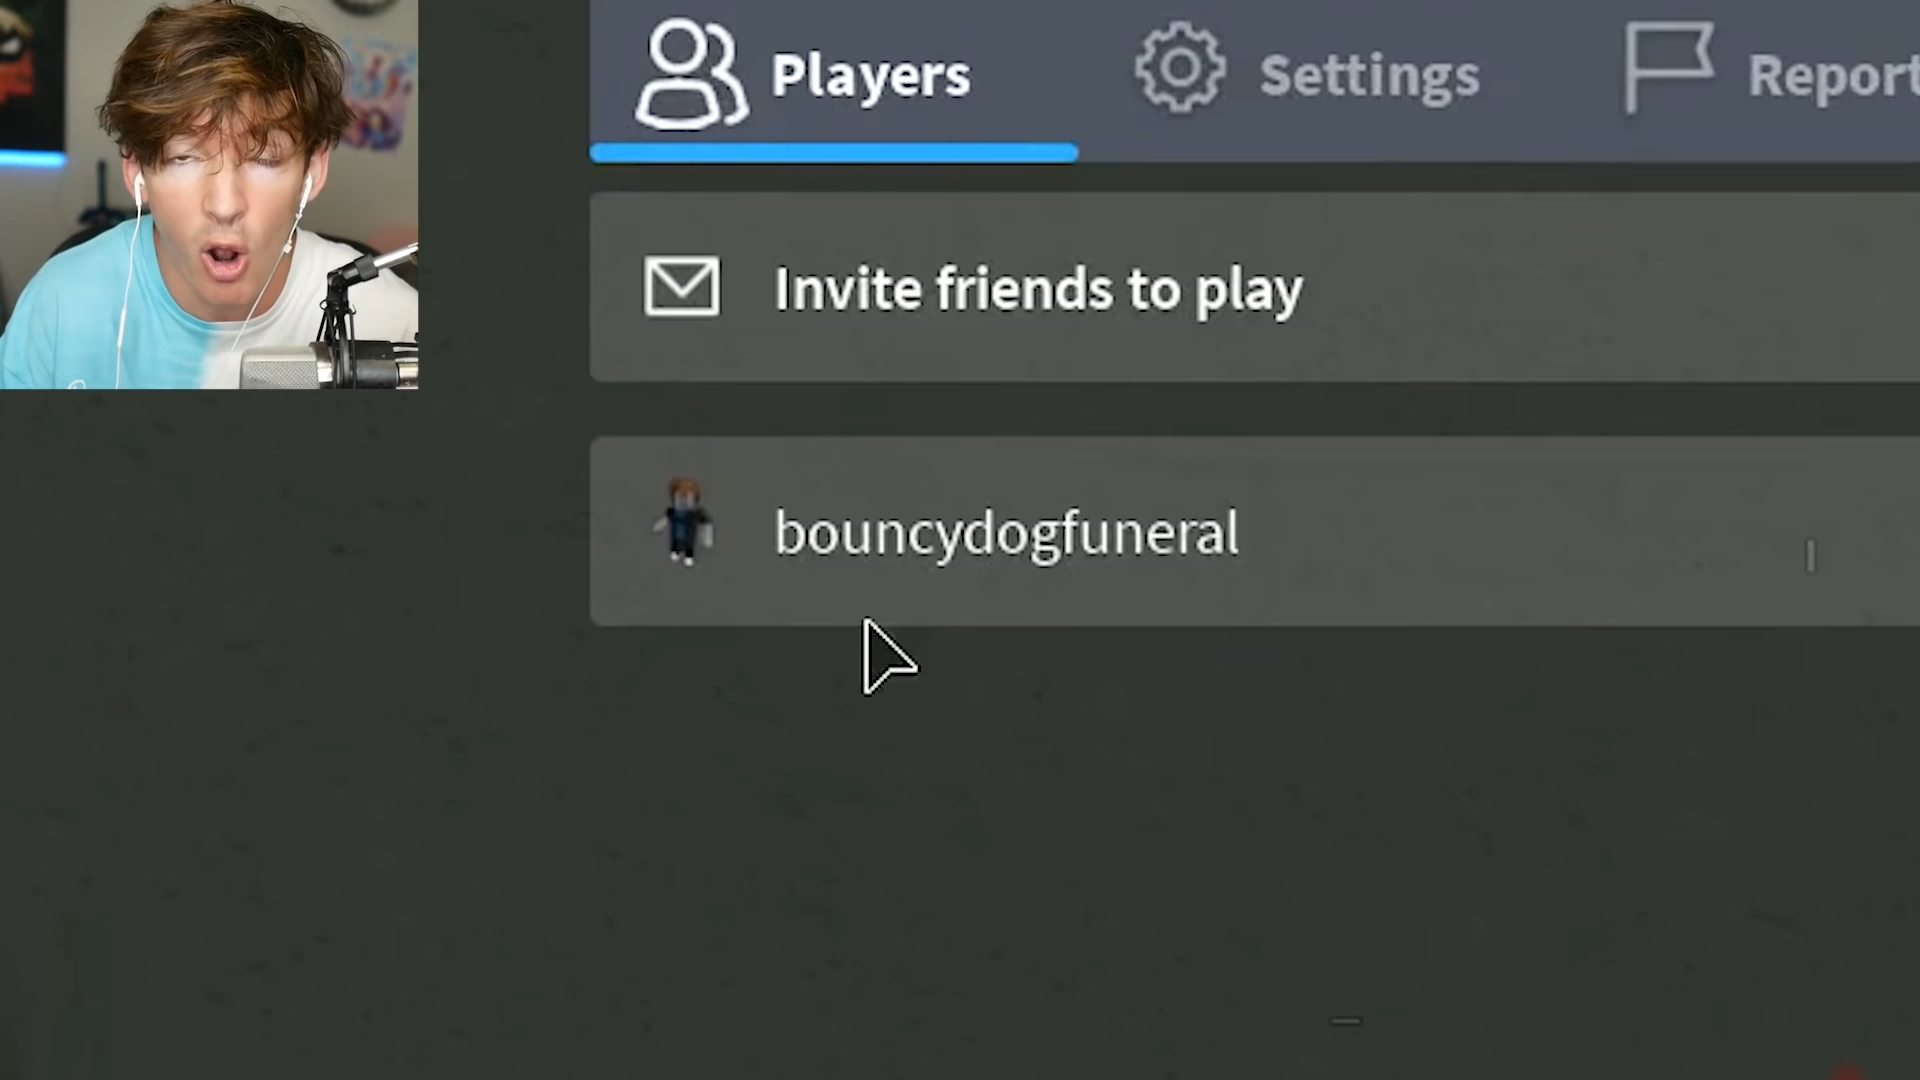 Players
Settings
Report
Invite friends to play
bouncydogfuneral